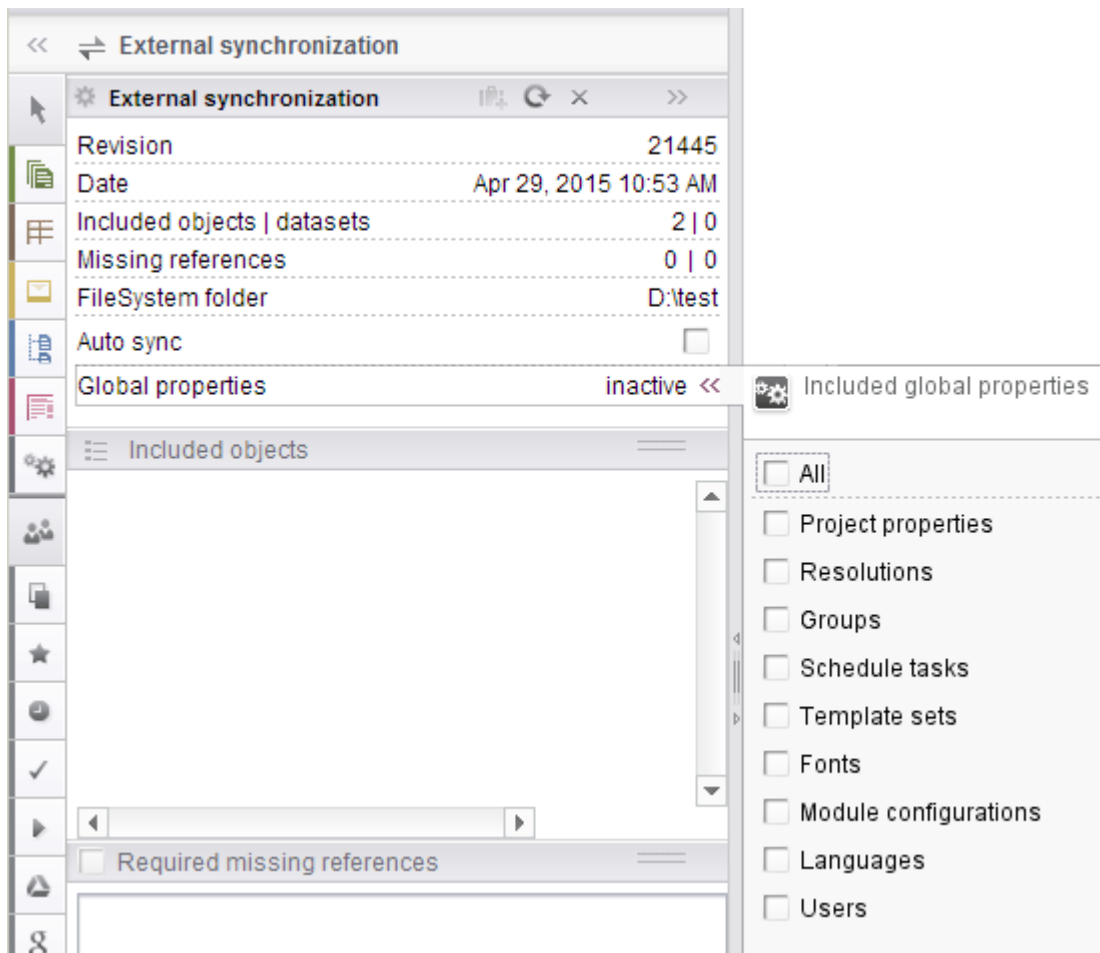 External synchronization
External synchronization
Revision 21445
Date Apr 29, 2015 10:53 AM
Included objects | datasets 2 | 0
Missing references 0 | 0
FileSystem folder D:\test
Auto sync
Global properties inactive <<
Included global properties
Included objects
All
Project properties
Resolutions
Groups
Schedule tasks
Template sets
Fonts
Module configurations
Languages
Users
Required missing references